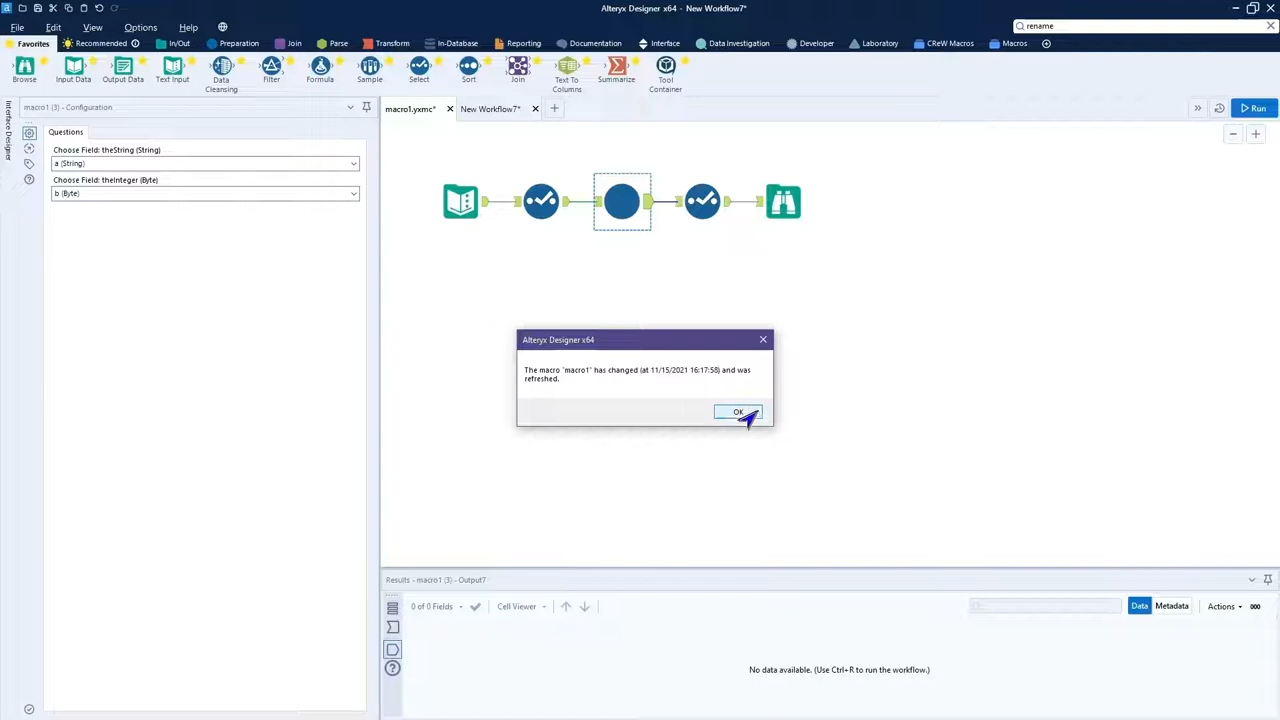 Alteryx Designer x64 - New Workflow7*
File Edit View Options Help
rename
Favorites Recommended In/Out Preparation Join Parse Transform In-Database Reporting Documentation Interface Data Investigation Developer Laboratory CReW Macros Macros
Browse Input Data Output Data Text Input Data Cleansing Filter Formula Sample Select Sort Join Text To Columns Summarize Tool Container
macro1 (3) - Configuration
macro1.yxmc* New Workflow7*
Run
Interface Designer
Questions
Choose Field: theString (String)
a (String)
Choose Field: theInteger (Byte)
b (Byte)
Alteryx Designer x64
The macro "macro1" has changed (at 11/15/2021 16:17:58) and was
refreshed.
OK
Results - macro1 (3) - Output7
0 of 0 Fields Cell Viewer Data Metadata Actions 000
No data available. (Use Ctrl+R to run the workflow.)